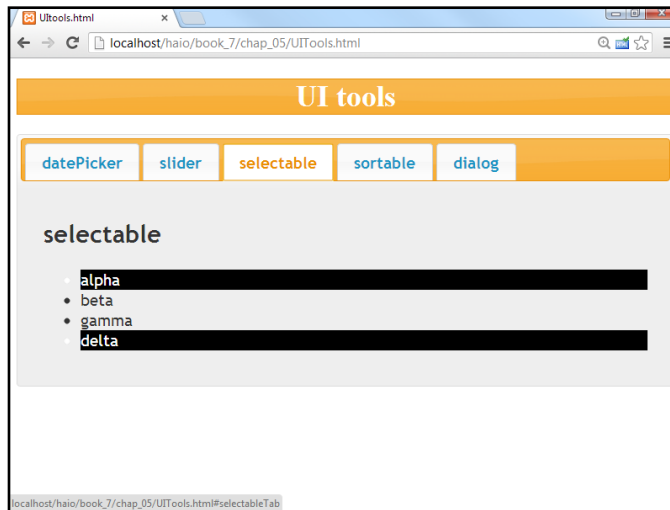 UItools.html
localhost/haio/book_7/chap_05/UITools.html
UI tools
datePicker slider selectable sortable dialog
selectable
alpha
beta
gamma
delta
localhost/haio/book_7/chap_05/UITools.html#selectableTab